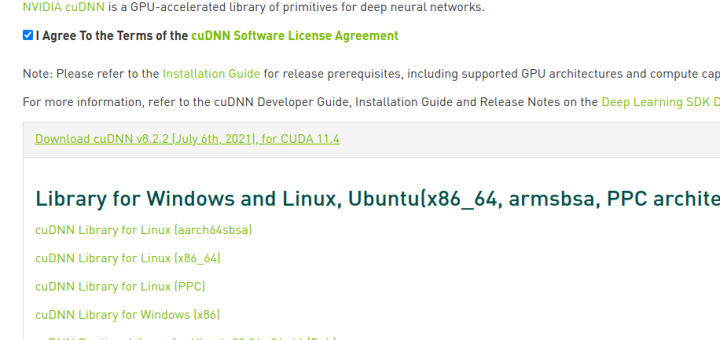 NVIDIA cuDNN is a GPU-accelerated library of primitives for deep neural networks.
I Agree To the Terms of the cuDNN Software License Agreement
Note: Please refer to the Installation Guide for release prerequisites, including supported GPU architectures and compute cap
For more information, refer to the cuDNN Developer Guide, Installation Guide and Release Notes on the Deep Learning SDK D
Download cuDNN v8.2.2 (July 6th, 2021), for CUDA 11.4
Library for Windows and Linux, Ubuntu(x86_64, armsbsa, PPC archite
cuDNN Library for Linux (aarch64sbsa)
cuDNN Library for Linux (x86_64)
cuDNN Library for Linux (PPC)
cuDNN Library for Windows (x86)